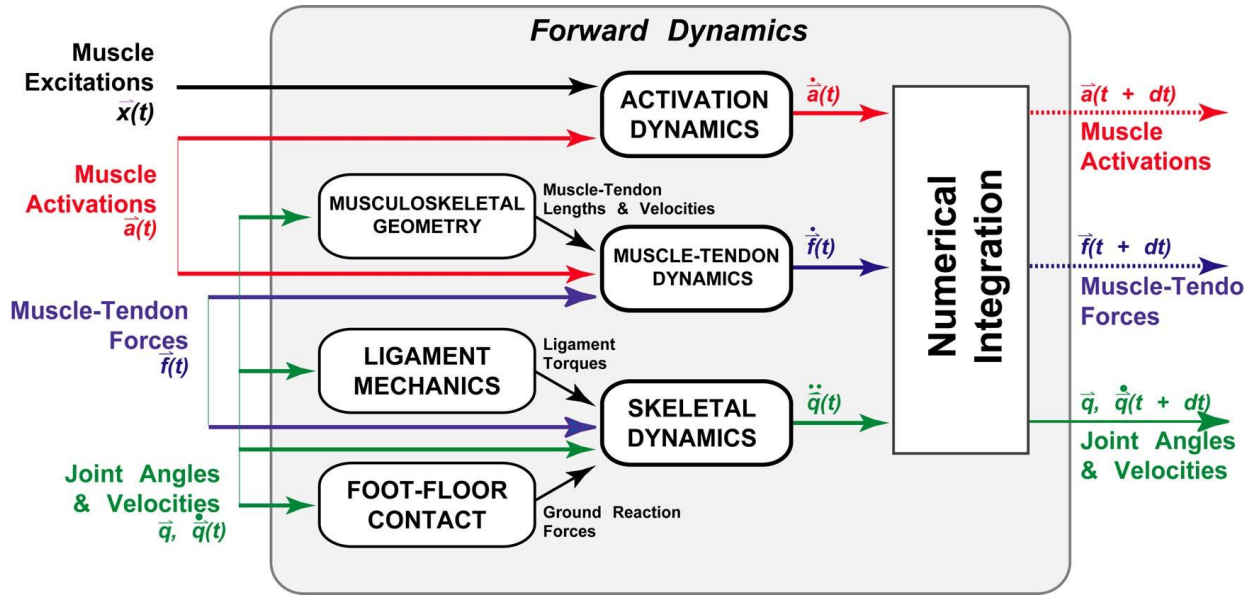 Forward Dynamics
Muscle
Excitations
x(t)
Muscle
Activations
a(t)
Muscle-Tendon
Forces
f(t)
Joint Angles
& Velocities
q, q̇(t)
ACTIVATION
DYNAMICS
MUSCULOSKELETAL
GEOMETRY
Muscle-Tendon
Lengths & Velocities
MUSCLE-TENDON
DYNAMICS
LIGAMENT
MECHANICS
Ligament
Torques
SKELETAL
DYNAMICS
FOOT-FLOOR
CONTACT
Ground Reaction
Forces
ȧ(t)
ḟ(t)
q̈(t)
Numerical
Integration
a(t + dt)
Muscle
Activations
f(t + dt)
Muscle-Tendo
Forces
q, q̇(t + dt)
Joint Angles
& Velocities